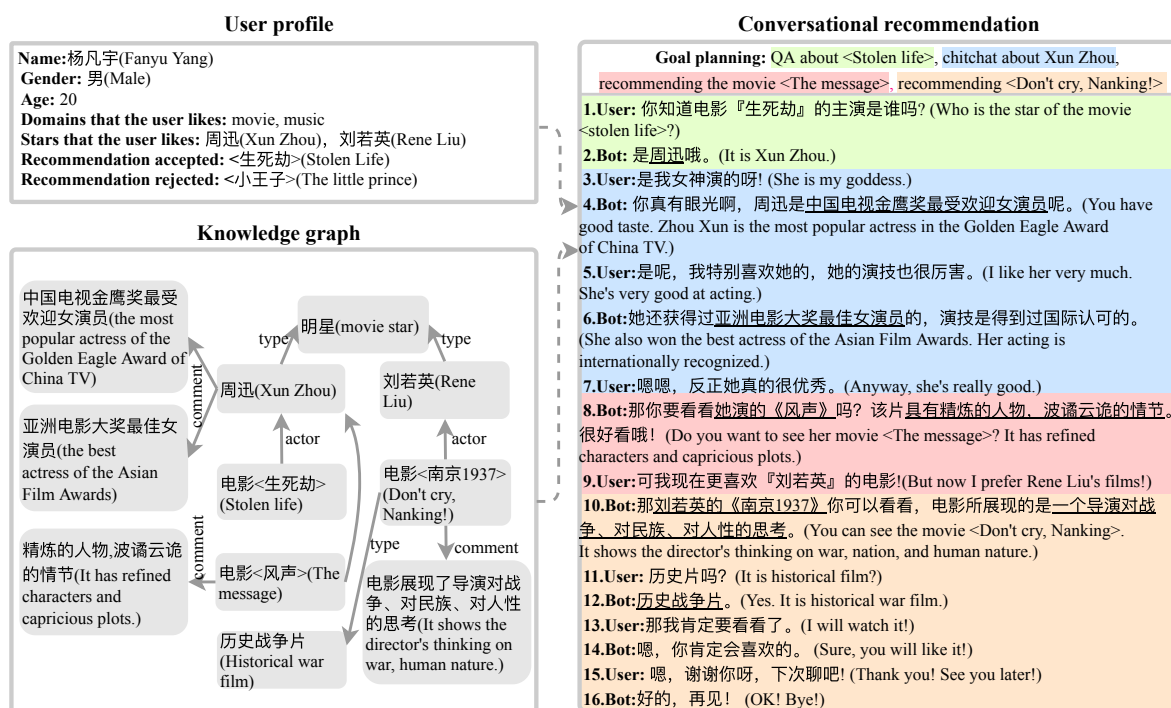 User profile
Name:杨凡宇(Fanyu Yang)
Gender: 男(Male)
Age: 20
Domains that the user likes: movie, music
Stars that the user likes: 周迅(Xun Zhou)，刘若英(Rene Liu)
Recommendation accepted: <生死劫>(Stolen Life)
Recommendation rejected: <小王子>(The little prince)
Knowledge graph
中国电视金鹰奖最受
欢迎女演员(the most
popular actress of the
Golden Eagle Award of
China TV)
明星(movie star)
type
type
周迅(Xun Zhou)
刘若英(Rene
Liu)
comment
亚洲电影大奖最佳女
演员(the best
actress of the Asian
Film Awards)
actor
actor
电影<生死劫>
(Stolen life)
电影<南京1937>
(Don't cry,
Nanking!)
精炼的人物,波谲云诡
的情节(It has refined
characters and
capricious plots.)
comment
type
comment
电影<风声>(The
message)
电影展现了导演对战
争、对民族、对人性
的思考(It shows the
director's thinking on
war, human nature.)
历史战争片
(Historical war
film)
Conversational recommendation
Goal planning: QA about <Stolen life>, chitchat about Xun Zhou,
recommending the movie <The message>, recommending <Don't cry, Nanking!>
1.User: 你知道电影『生死劫』的主演是谁吗? (Who is the star of the movie
<stolen life>?)
2.Bot: 是周迅哦。(It is Xun Zhou.)
3.User:是我女神演的呀! (She is my goddess.)
4.Bot: 你真有眼光啊，周迅是中国电视金鹰奖最受欢迎女演员呢。(You have
good taste. Zhou Xun is the most popular actress in the Golden Eagle Award
of China TV.)
5.User:是呢，我特别喜欢她的，她的演技也很厉害。(I like her very much.
She's very good at acting.)
6.Bot:她还获得过亚洲电影大奖最佳女演员的，演技是得到过国际认可的。
(She also won the best actress of the Asian Film Awards. Her acting is
internationally recognized.)
7.User:嗯嗯，反正她真的很优秀。(Anyway, she's really good.)
8.Bot:那你要看看她演的《风声》吗？该片具有精炼的人物，波谲云诡的情节。
很好看哦！(Do you want to see her movie <The message>? It has refined
characters and capricious plots.)
9.User:可我现在更喜欢『刘若英』的电影!(But now I prefer Rene Liu's films!)
10.Bot:那刘若英的《南京1937》你可以看看，电影所展现的是一个导演对战
争、对民族、对人性的思考。(You can see the movie <Don't cry, Nanking>.
It shows the director's thinking on war, nation, and human nature.)
11.User: 历史片吗？(It is historical film?)
12.Bot:历史战争片。(Yes. It is historical war film.)
13.User:那我肯定要看看了。(I will watch it!)
14.Bot:嗯，你肯定会喜欢的。 (Sure, you will like it!)
15.User: 嗯，谢谢你呀，下次聊吧! (Thank you! See you later!)
16.Bot:好的，再见！ (OK! Bye!)